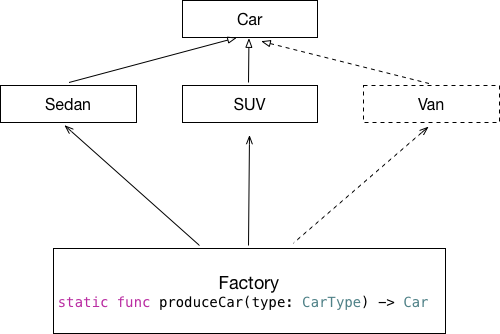 Car
Sedan
SUV
Van
Factory
static func produceCar(type: CarType) -> Car